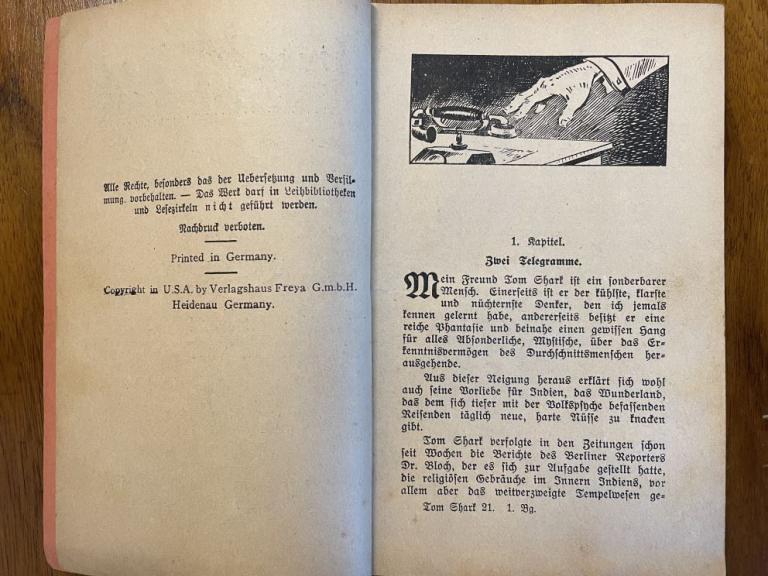 Alle Rechte, besonders das der Uebersetzung und Verfil-
mung vorbehalten. — Das Werk darf in Leihbibliotheken
und Lesezirkeln nicht geführt werden.
Nachdruck verboten.
Printed in Germany.
Copyright in U.S.A. by Verlagshaus Freya G.m.b.H.
Heidenau Germany.
1. Kapitel.
Zwei Telegramme.
Mein Freund Tom Shark ist ein sonderbarer
Mensch. Einerseits ist er der kühlste, klarste
und nüchternste Denker, den ich jemals
kennen gelernt habe, andererseits besitzt er eine
reiche Phantasie und beinahe einen gewissen Hang
für alles Absonderliche, Mystische, über das Er-
kenntnisvermögen des Durchschnittsmenschen her-
ausgehende.
Aus dieser Neigung heraus erklärt sich wohl
auch seine Vorliebe für Indien, das Wunderland,
das dem sich tiefer mit der Volkspsyche befassenden
Reisenden täglich neue, harte Nüsse zu knacken
gibt.
Tom Shark verfolgte in den Zeitungen schon
seit Wochen die Berichte des Berliner Reporters
Dr. Bloch, der es sich zur Aufgabe gestellt hatte,
die religiösen Gebräuche im Innern Indiens, vor
allem aber das weitverzweigte Tempelwesen ge-
Tom Shark 21. 1. Bg.